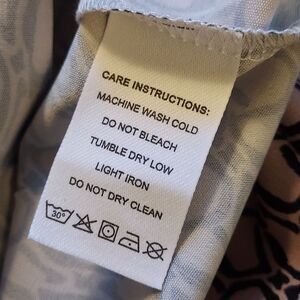 CARE INSTRUCTIONS:
MACHINE WASH COLD
DO NOT BLEACH
TUMBLE DRY LOW
LIGHT IRON
DO NOT DRY CLEAN
30°